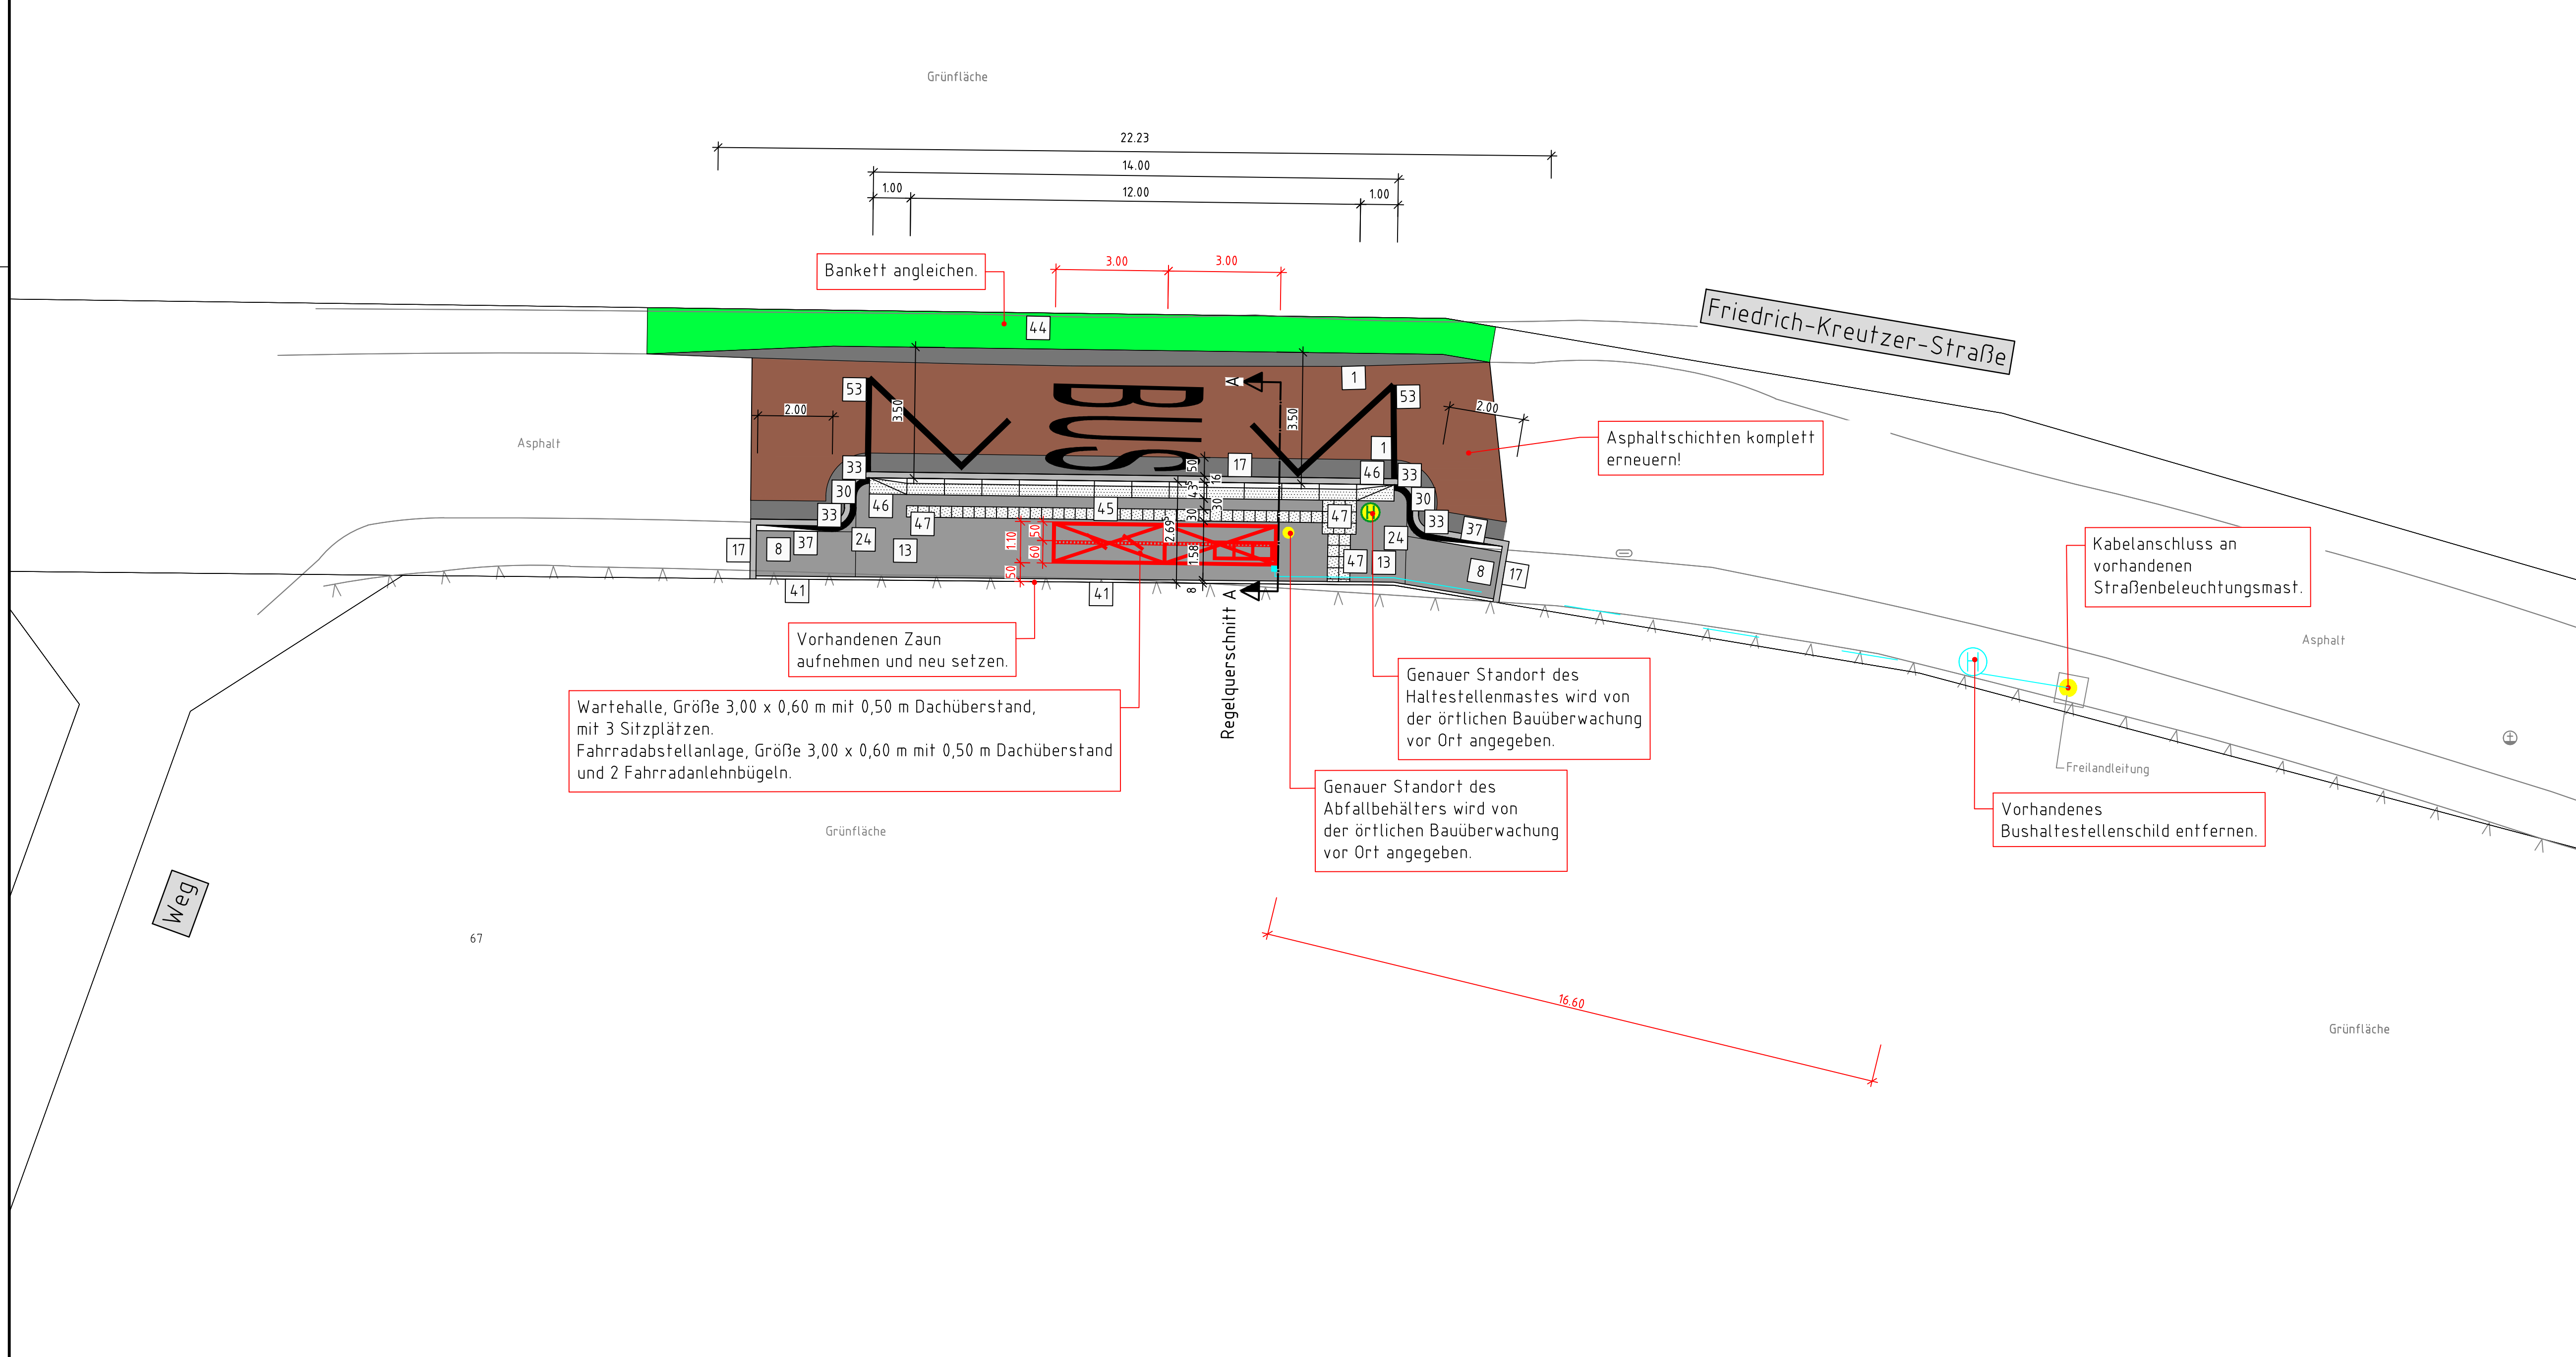 Grünfläche
22.23
14.00
1.00
12.00
1.00
3.00
3.00
Bankett angleichen.
44
Friedrich-Kreutzer-Straße
A
1
53
53
3.50
3.50
2.00
2.00
BUS
Asphalt
Asphaltschichten komplett
erneuern!
1
33
17
50
46
33
16
30
43⁵
30
46
45
30
30
47
47
33
33
37
2.69⁵
17
8
37
24
13
1.10
50
60
50
1.58
47
13
24
8
17
41
41
8
A
Regelquerschnitt
Kabelanschluss an
vorhandenen
Straßenbeleuchtungsmast.
Asphalt
Vorhandenen Zaun
aufnehmen und neu setzen.
H
H
Genauer Standort des
Haltestellenmastes wird von
der örtlichen Bauüberwachung
vor Ort angegeben.
Wartehalle, Größe 3,00 x 0,60 m mit 0,50 m Dachüberstand,
mit 3 Sitzplätzen.
Fahrradabstellanlage, Größe 3,00 x 0,60 m mit 0,50 m Dachüberstand
und 2 Fahrradanlehnbügeln.
Freilandleitung
Genauer Standort des
Abfallbehälters wird von
der örtlichen Bauüberwachung
vor Ort angegeben.
Vorhandenes
Bushaltestellenschild entfernen.
Grünfläche
Weg
67
16.60
Grünfläche